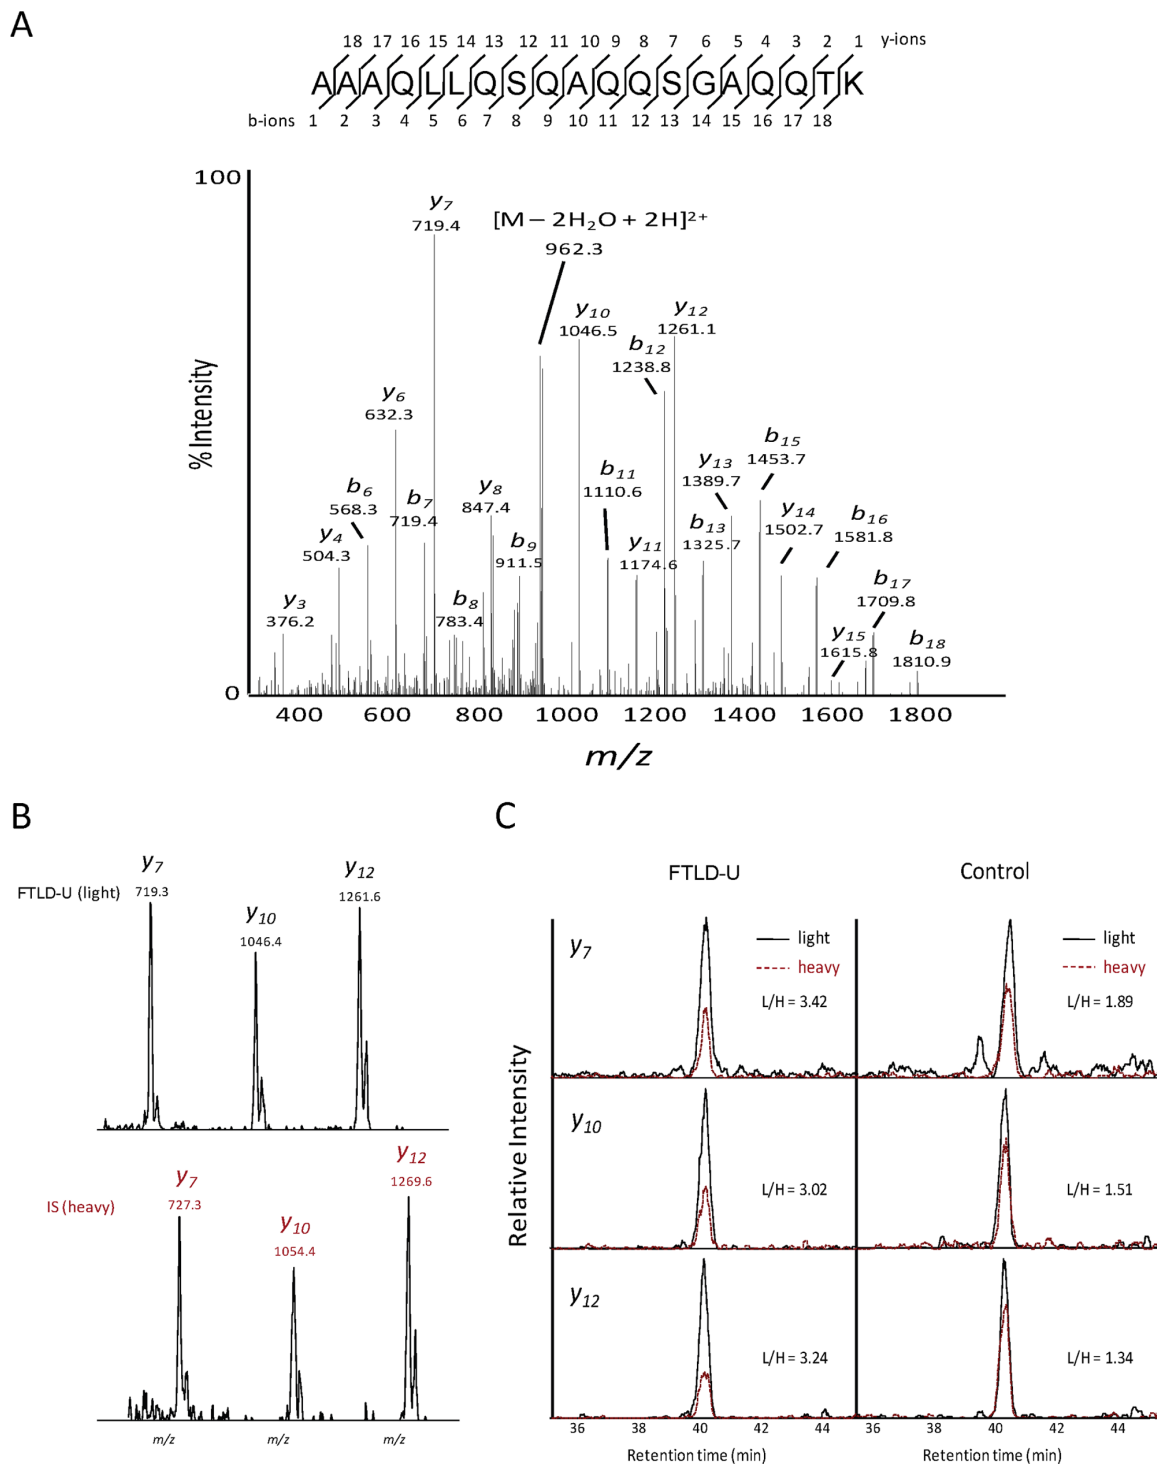 A
18 17 16 15 14 13 12 11 10 9 8 7 6 5 4 3 2 1 y-ions
AAAQLLQSQAQQSGAQQTK
b-ions 1 2 3 4 5 6 7 8 9 10 11 12 13 14 15 16 17 18
100
% Intensity
0
y7
719.4
[M – 2H2O + 2H]2+
962.3
y10
1046.5
y12
1261.1
b12
1238.8
y6
632.3
b15
1453.7
y13
1389.7
b11
1110.6
b6
568.3
b7
719.4
y8
847.4
y14
1502.7
b16
1581.8
y4
504.3
b9
911.5
y11
1174.6
b13
1325.7
b17
1709.8
y3
376.2
b8
783.4
y15
1615.8
b18
1810.9
400 600 800 1000 1200 1400 1600 1800
m/z
B
FTLD-U (light)
y7
719.3
y10
1046.4
y12
1261.6
IS (heavy)
y7
727.3
y10
1054.4
y12
1269.6
m/z m/z m/z
C
FTLD-U Control
Relative Intensity
y7
light
heavy
L/H = 3.42
light
heavy
L/H = 1.89
y10
L/H = 3.02
L/H = 1.51
y12
L/H = 3.24
L/H = 1.34
36 38 40 42 44 36 38 40 42 44
Retention time (min) Retention time (min)